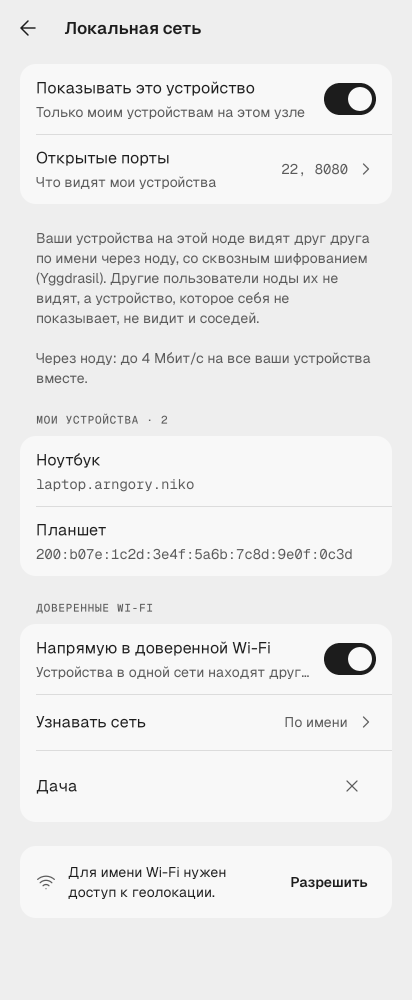 Локальная сеть
Показывать это устройство
Только моим устройствам на этом узле
Открытые порты
22, 8080
Что видят мои устройства
Ваши устройства на этой ноде видят друг друга
по имени через ноду, со сквозным шифрованием
(Yggdrasil). Другие пользователи ноды их не
видят, а устройство, которое себя не
показывает, не видит и соседей.
Через ноду: до 4 Мбит/с на все ваши устройства
вместе.
МОИ УСТРОЙСТВА · 2
Ноутбук
laptop.arngory.niko
Планшет
200:b07e:1c2d:3e4f:5a6b:7c8d:9e0f:0c3d
ДОВЕРЕННЫЕ WI-FI
Напрямую в доверенной Wi-Fi
Устройства в одной сети находят друг…
Узнавать сеть
По имени
Дача
Для имени Wi-Fi нужен
доступ к геолокации.
Разрешить